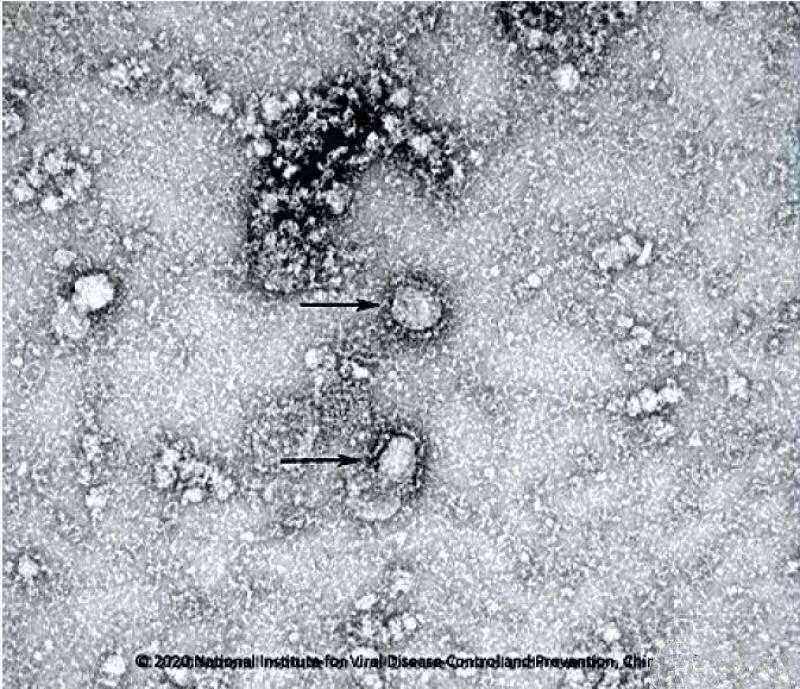 © 2020 National Institute for Viral Disease Control and Prevention, Chi